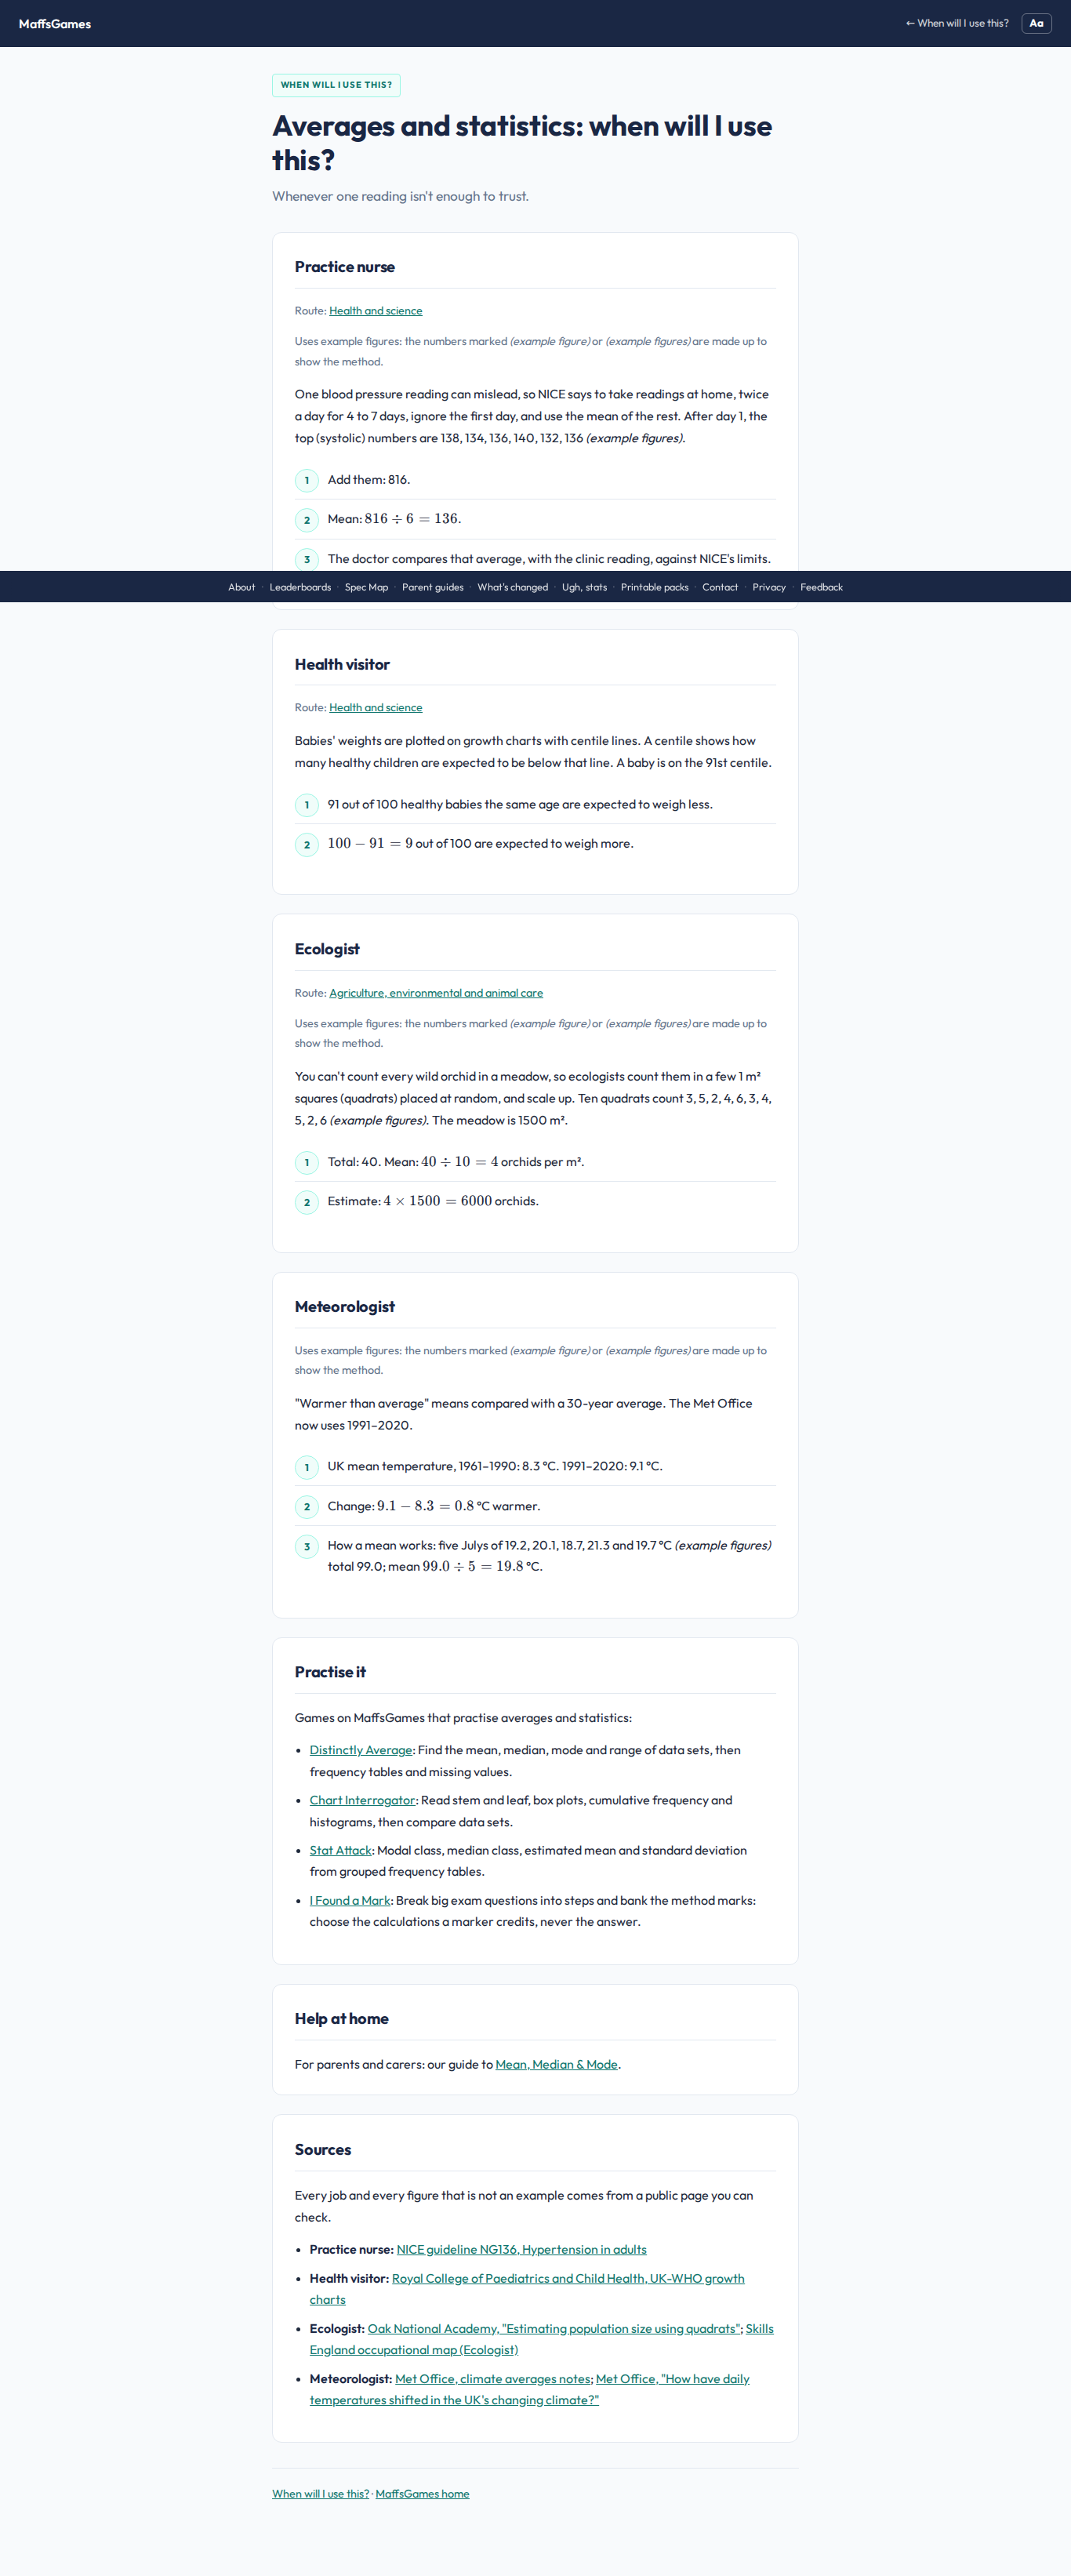 MaffsGames
← When will I use this?
Aa
WHEN WILL I USE THIS?
Averages and statistics: when will I use
this?
Whenever one reading isn't enough to trust.
Practice nurse
Route: Health and science
Uses example figures: the numbers marked (example figure) or (example figures) are made up to
show the method.
One blood pressure reading can mislead, so NICE says to take readings at home, twice
a day for 4 to 7 days, ignore the first day, and use the mean of the rest. After day 1, the
top (systolic) numbers are 138, 134, 136, 140, 132, 136 (example figures).
1 Add them: 816.
2 Mean: 816 ÷ 6 = 136.
3 The doctor compares that average, with the clinic reading, against NICE's limits.
About · Leaderboards · Spec Map · Parent guides · What's changed · Ugh, stats · Printable packs · Contact · Privacy · Feedback
Health visitor
Route: Health and science
Babies' weights are plotted on growth charts with centile lines. A centile shows how
many healthy children are expected to be below that line. A baby is on the 91st centile.
1 91 out of 100 healthy babies the same age are expected to weigh less.
2 100 − 91 = 9 out of 100 are expected to weigh more.
Ecologist
Route: Agriculture, environmental and animal care
Uses example figures: the numbers marked (example figure) or (example figures) are made up to
show the method.
You can't count every wild orchid in a meadow, so ecologists count them in a few 1 m²
squares (quadrats) placed at random, and scale up. Ten quadrats count 3, 5, 2, 4, 6, 3, 4,
5, 2, 6 (example figures). The meadow is 1500 m².
1 Total: 40. Mean: 40 ÷ 10 = 4 orchids per m².
2 Estimate: 4 × 1500 = 6000 orchids.
Meteorologist
Uses example figures: the numbers marked (example figure) or (example figures) are made up to
show the method.
"Warmer than average" means compared with a 30-year average. The Met Office
now uses 1991–2020.
1 UK mean temperature, 1961–1990: 8.3 °C. 1991–2020: 9.1 °C.
2 Change: 9.1 − 8.3 = 0.8 °C warmer.
3 How a mean works: five Julys of 19.2, 20.1, 18.7, 21.3 and 19.7 °C (example figures)
total 99.0; mean 99.0 ÷ 5 = 19.8 °C.
Practise it
Games on MaffsGames that practise averages and statistics:
• Distinctly Average: Find the mean, median, mode and range of data sets, then
frequency tables and missing values.
• Chart Interrogator: Read stem and leaf, box plots, cumulative frequency and
histograms, then compare data sets.
• Stat Attack: Modal class, median class, estimated mean and standard deviation
from grouped frequency tables.
• I Found a Mark: Break big exam questions into steps and bank the method marks:
choose the calculations a marker credits, never the answer.
Help at home
For parents and carers: our guide to Mean, Median & Mode.
Sources
Every job and every figure that is not an example comes from a public page you can
check.
• Practice nurse: NICE guideline NG136, Hypertension in adults
• Health visitor: Royal College of Paediatrics and Child Health, UK-WHO growth
charts
• Ecologist: Oak National Academy, "Estimating population size using quadrats"; Skills
England occupational map (Ecologist)
• Meteorologist: Met Office, climate averages notes; Met Office, "How have daily
temperatures shifted in the UK's changing climate?"
When will I use this? · MaffsGames home